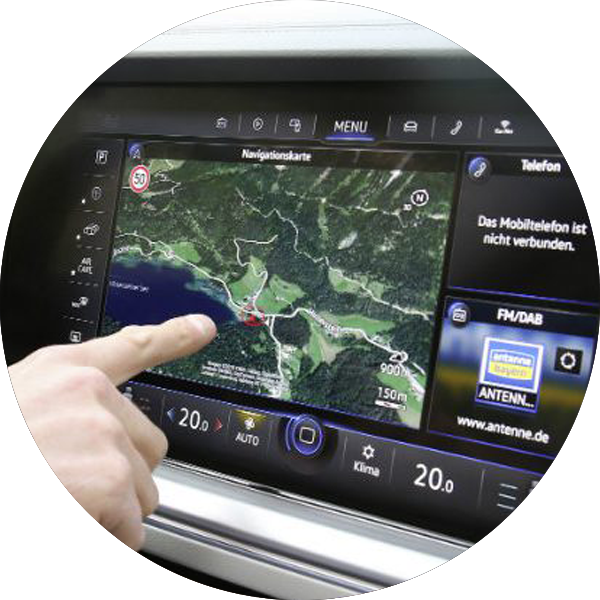 MENU
P
Navigationskarte
Telefon
50
N
3D
Das Mobiltelefon ist
nicht verbunden.
AIR
CARE
FM/DAB
antenne
bayern
900m
ANTENN...
150m
www.antenne.de
20.0
AUTO
Klima
20.0